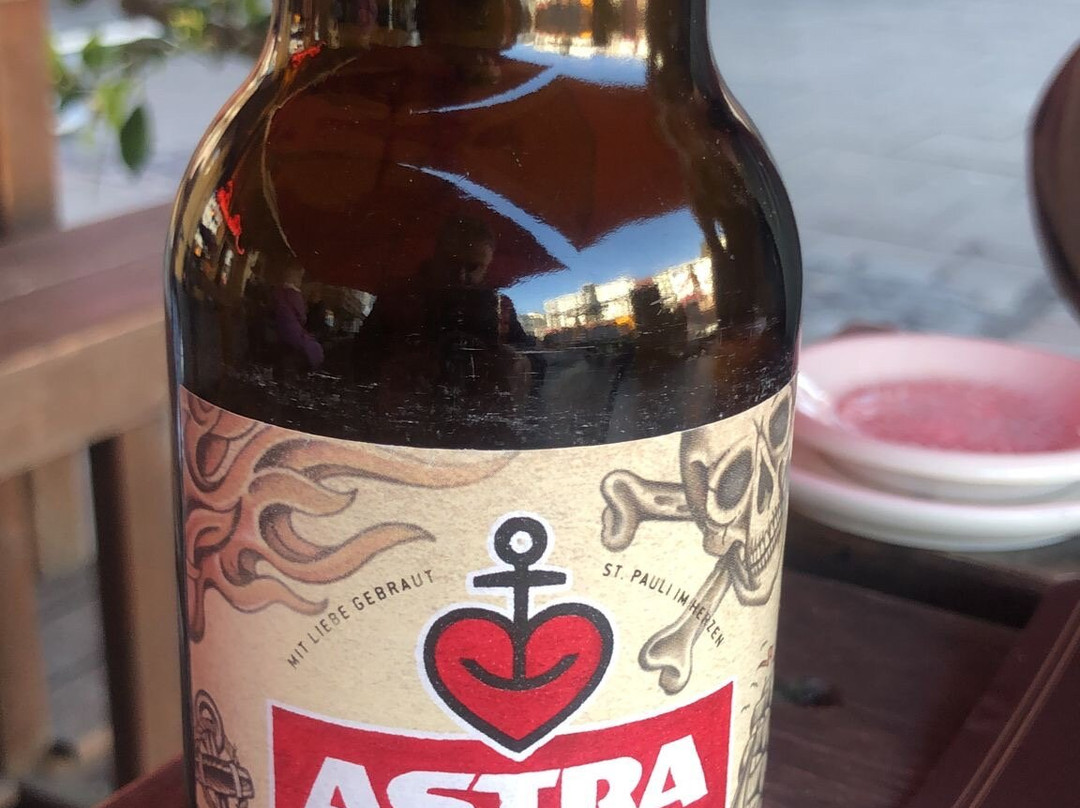 MIT LIEBE GEBRAUT
ST. PAULI IM HERZEN
ASTRA